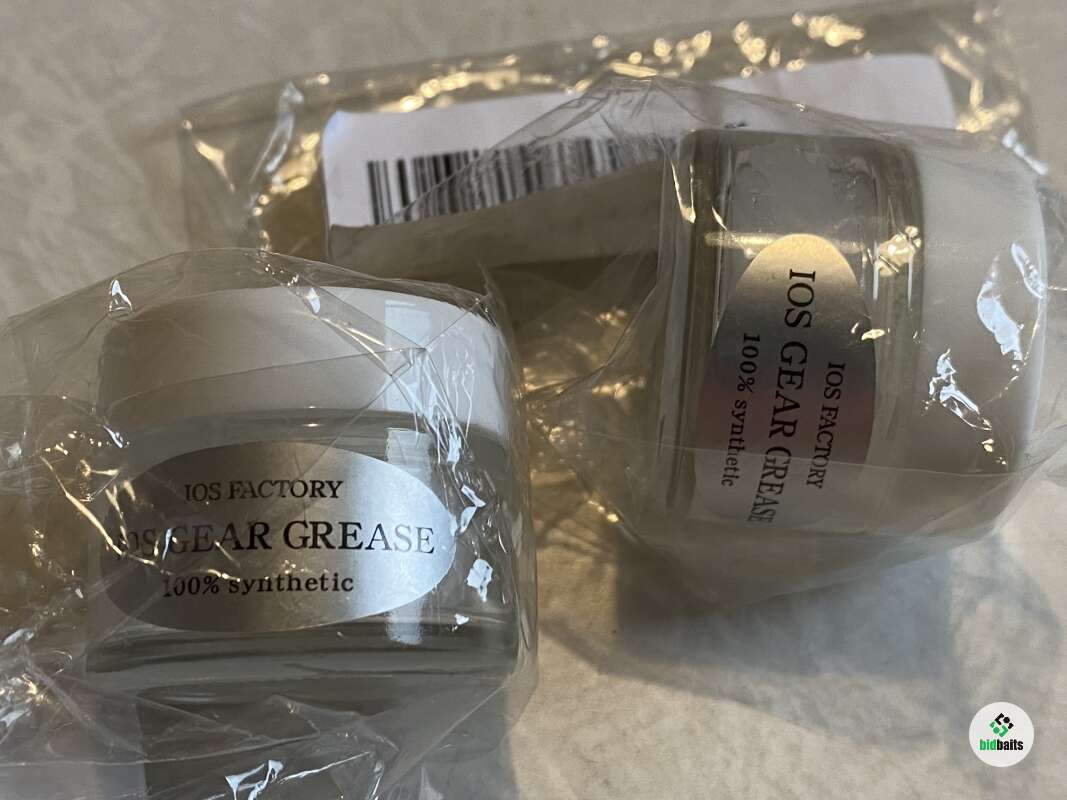 IOS FACTORY
IOS GEAR GREASE
100% synthetic
IOS FACTORY
IOS GEAR GREASE
100% synthetic
bidbaits